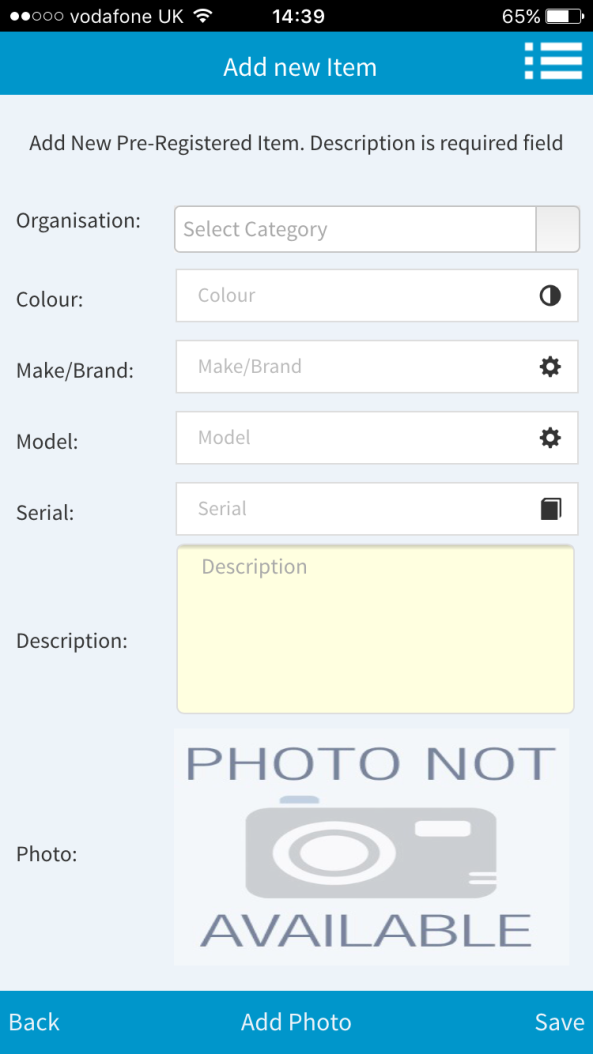 vodafone UK 14:39 65%
Add new Item
Add New Pre-Registered Item. Description is required field
Organisation: Select Category
Colour: Colour
Make/Brand: Make/Brand
Model: Model
Serial: Serial
Description
Description:
PHOTO NOT
Photo:
AVAILABLE
Back Add Photo Save